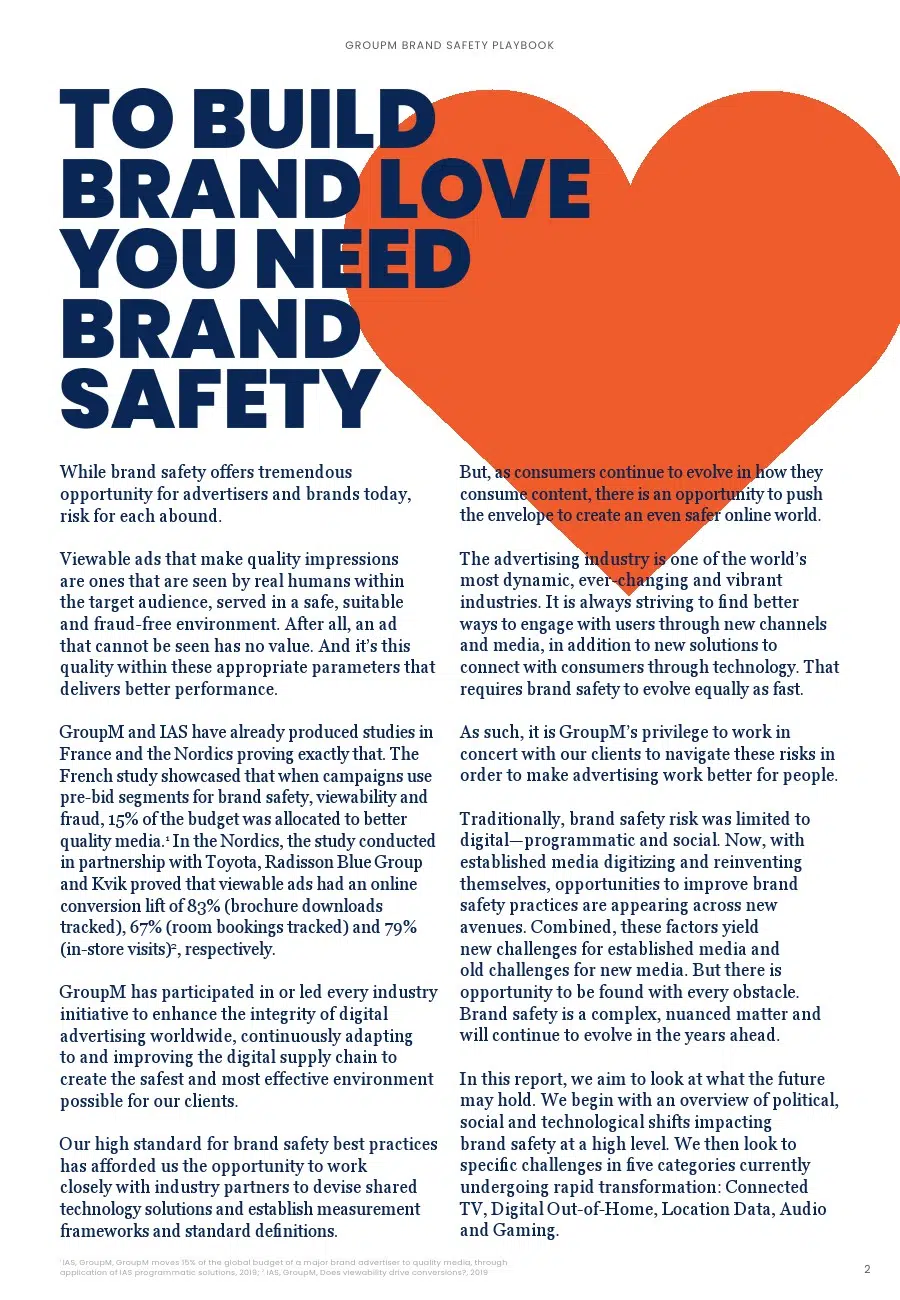 GROUPM BRAND SAFETY PLAYBOOK
TO BUILD
BRAND LOVE
YOU NEED
BRAND
SAFETY
While brand safety offers tremendous
opportunity for advertisers and brands today,
risk for each abound.
Viewable ads that make quality impressions
are ones that are seen by real humans within
the target audience, served in a safe, suitable
and fraud-free environment. After all, an ad
that cannot be seen has no value. And it’s this
quality within these appropriate parameters that
delivers better performance.
GroupM and IAS have already produced studies in
France and the Nordics proving exactly that. The
French study showcased that when campaigns use
pre-bid segments for brand safety, viewability and
fraud, 15% of the budget was allocated to better
quality media.¹ In the Nordics, the study conducted
in partnership with Toyota, Radisson Blue Group
and Kvik proved that viewable ads had an online
conversion lift of 83% (brochure downloads
tracked), 67% (room bookings tracked) and 79%
(in-store visits)², respectively.
GroupM has participated in or led every industry
initiative to enhance the integrity of digital
advertising worldwide, continuously adapting
to and improving the digital supply chain to
create the safest and most effective environment
possible for our clients.
Our high standard for brand safety best practices
has afforded us the opportunity to work
closely with industry partners to devise shared
technology solutions and establish measurement
frameworks and standard definitions.
But, as consumers continue to evolve in how they
consume content, there is an opportunity to push
the envelope to create an even safer online world.
The advertising industry is one of the world’s
most dynamic, ever-changing and vibrant
industries. It is always striving to find better
ways to engage with users through new channels
and media, in addition to new solutions to
connect with consumers through technology. That
requires brand safety to evolve equally as fast.
As such, it is GroupM’s privilege to work in
concert with our clients to navigate these risks in
order to make advertising work better for people.
Traditionally, brand safety risk was limited to
digital—programmatic and social. Now, with
established media digitizing and reinventing
themselves, opportunities to improve brand
safety practices are appearing across new
avenues. Combined, these factors yield
new challenges for established media and
old challenges for new media. But there is
opportunity to be found with every obstacle.
Brand safety is a complex, nuanced matter and
will continue to evolve in the years ahead.
In this report, we aim to look at what the future
may hold. We begin with an overview of political,
social and technological shifts impacting
brand safety at a high level. We then look to
specific challenges in five categories currently
undergoing rapid transformation: Connected
TV, Digital Out-of-Home, Location Data, Audio
and Gaming.
¹ IAS, GroupM, GroupM moves 15% of the global budget of a major brand advertiser to quality media, through
application of IAS programmatic solutions, 2019; ² IAS, GroupM, Does viewability drive conversions?, 2019
2